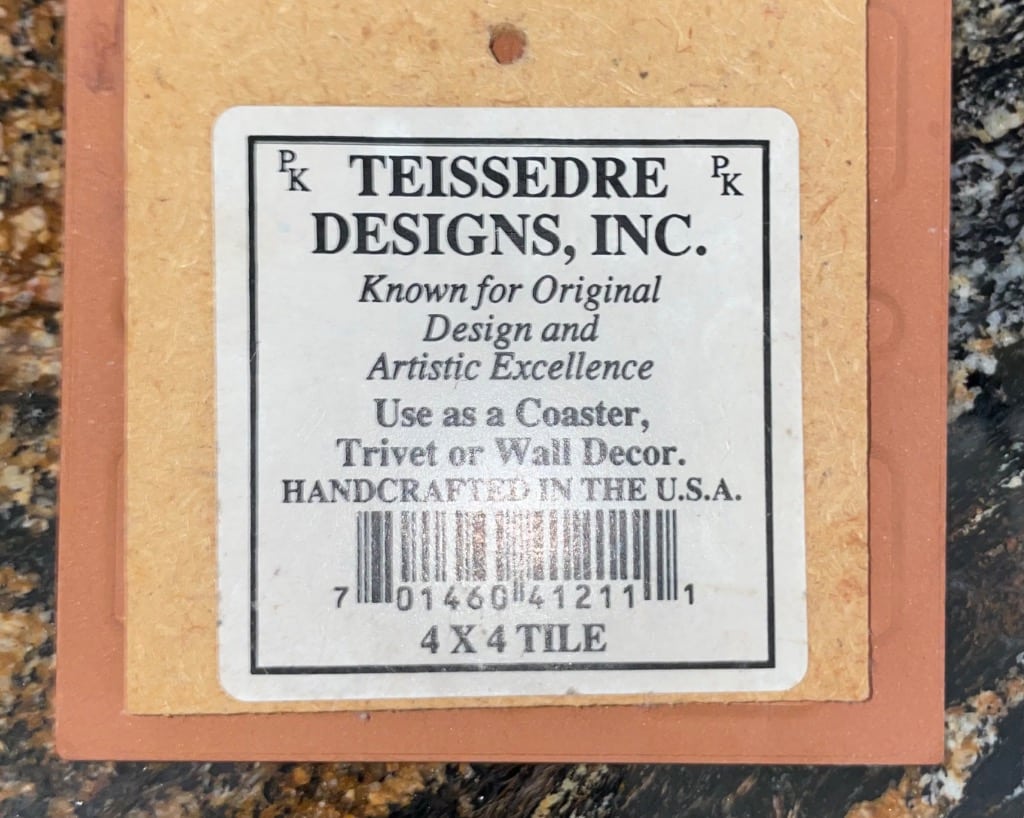 PK TEISSEDRE PK
DESIGNS, INC.
Known for Original
Design and
Artistic Excellence
Use as a Coaster,
Trivet or Wall Decor.
HANDCRAFTED IN THE U.S.A.
7 01460 41211 1
4 X 4 TILE